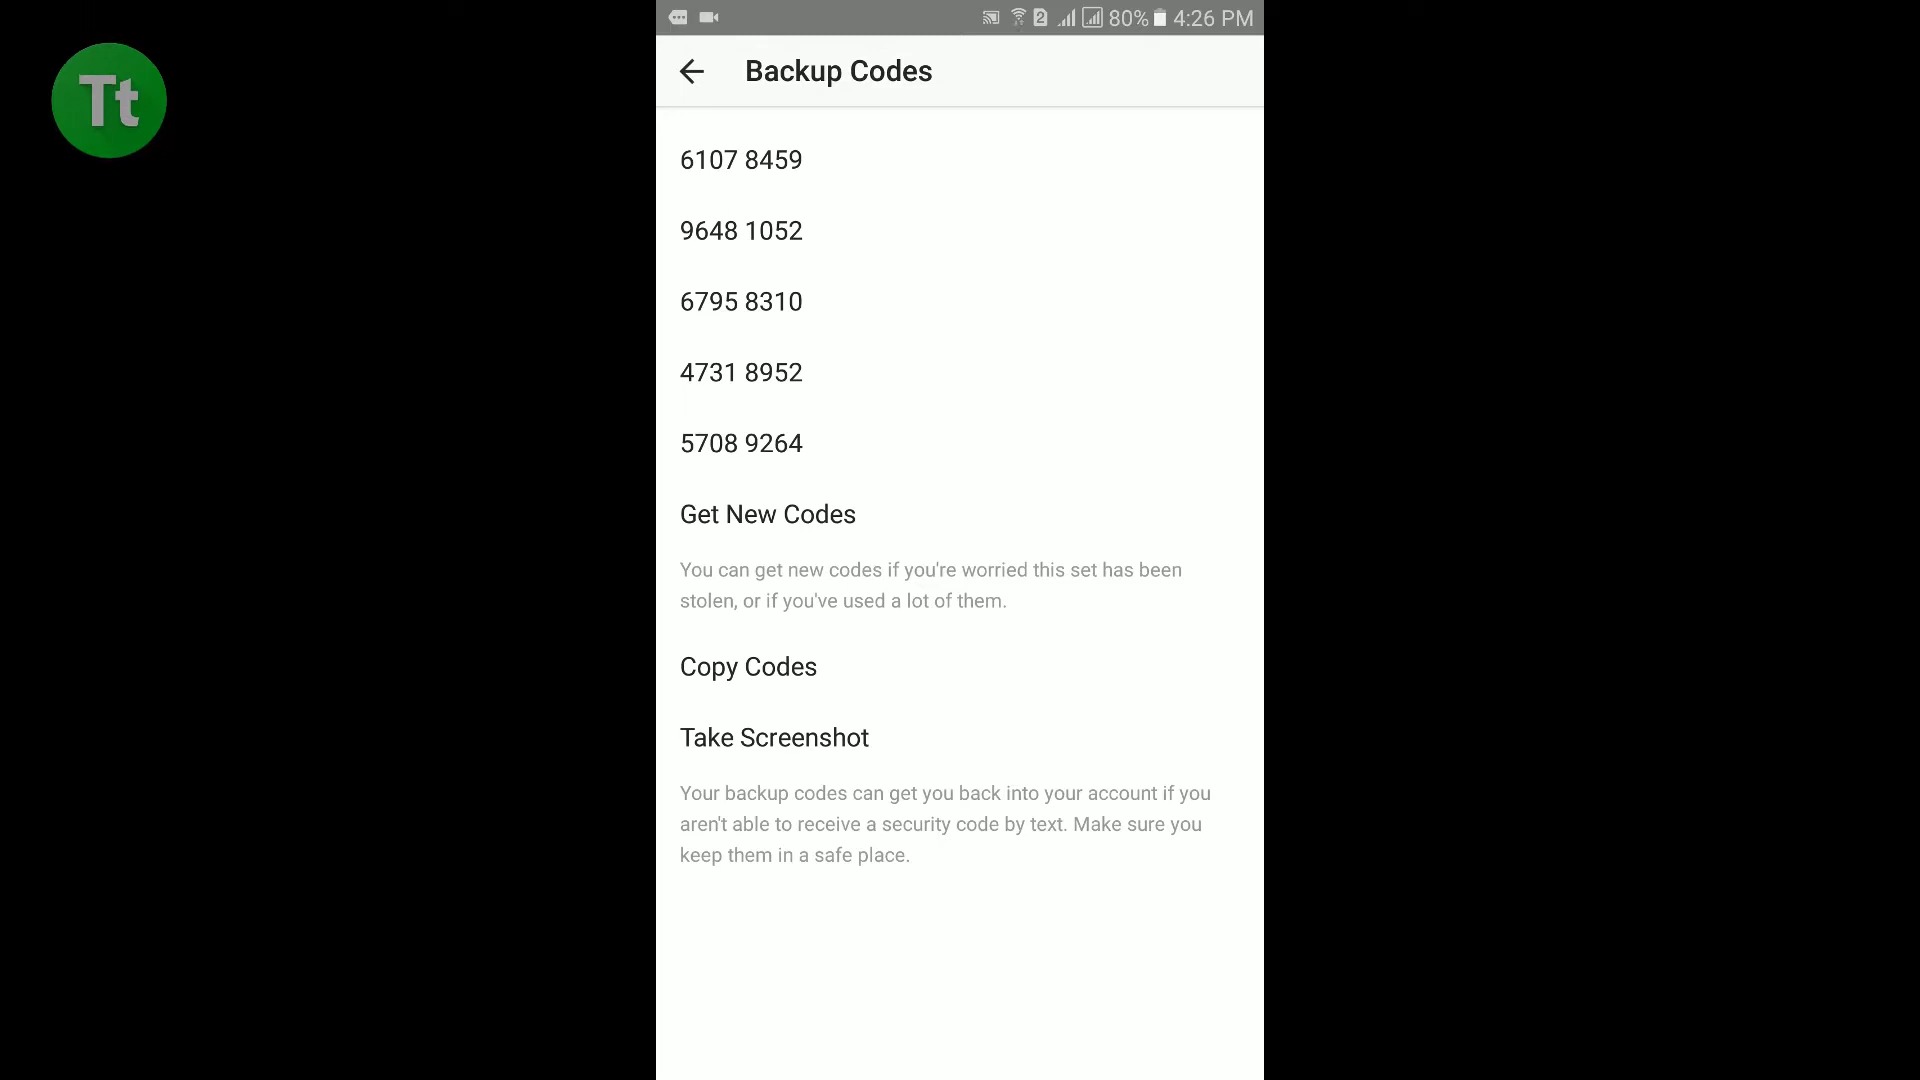 Tt
80% 4:26 PM
Backup Codes
6107 8459
9648 1052
6795 8310
4731 8952
5708 9264
Get New Codes
You can get new codes if you're worried this set has been
stolen, or if you've used a lot of them.
Copy Codes
Take Screenshot
Your backup codes can get you back into your account if you
aren't able to receive a security code by text. Make sure you
keep them in a safe place.